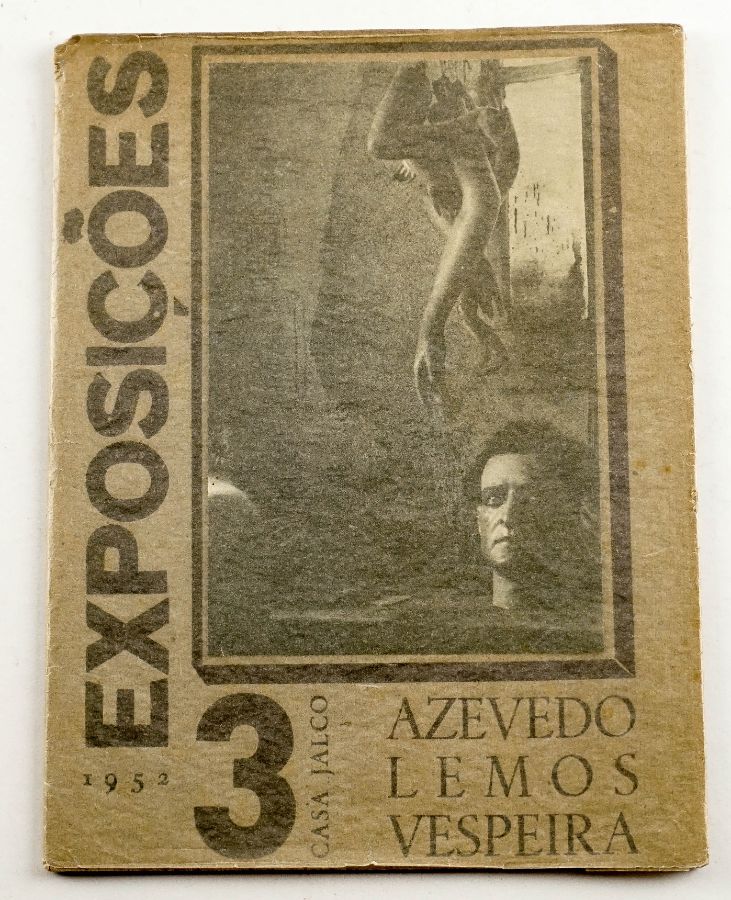 EXPOSIÇÕES
1952
3
CASA JALCO
AZEVEDO
LEMOS
VESPEIRA